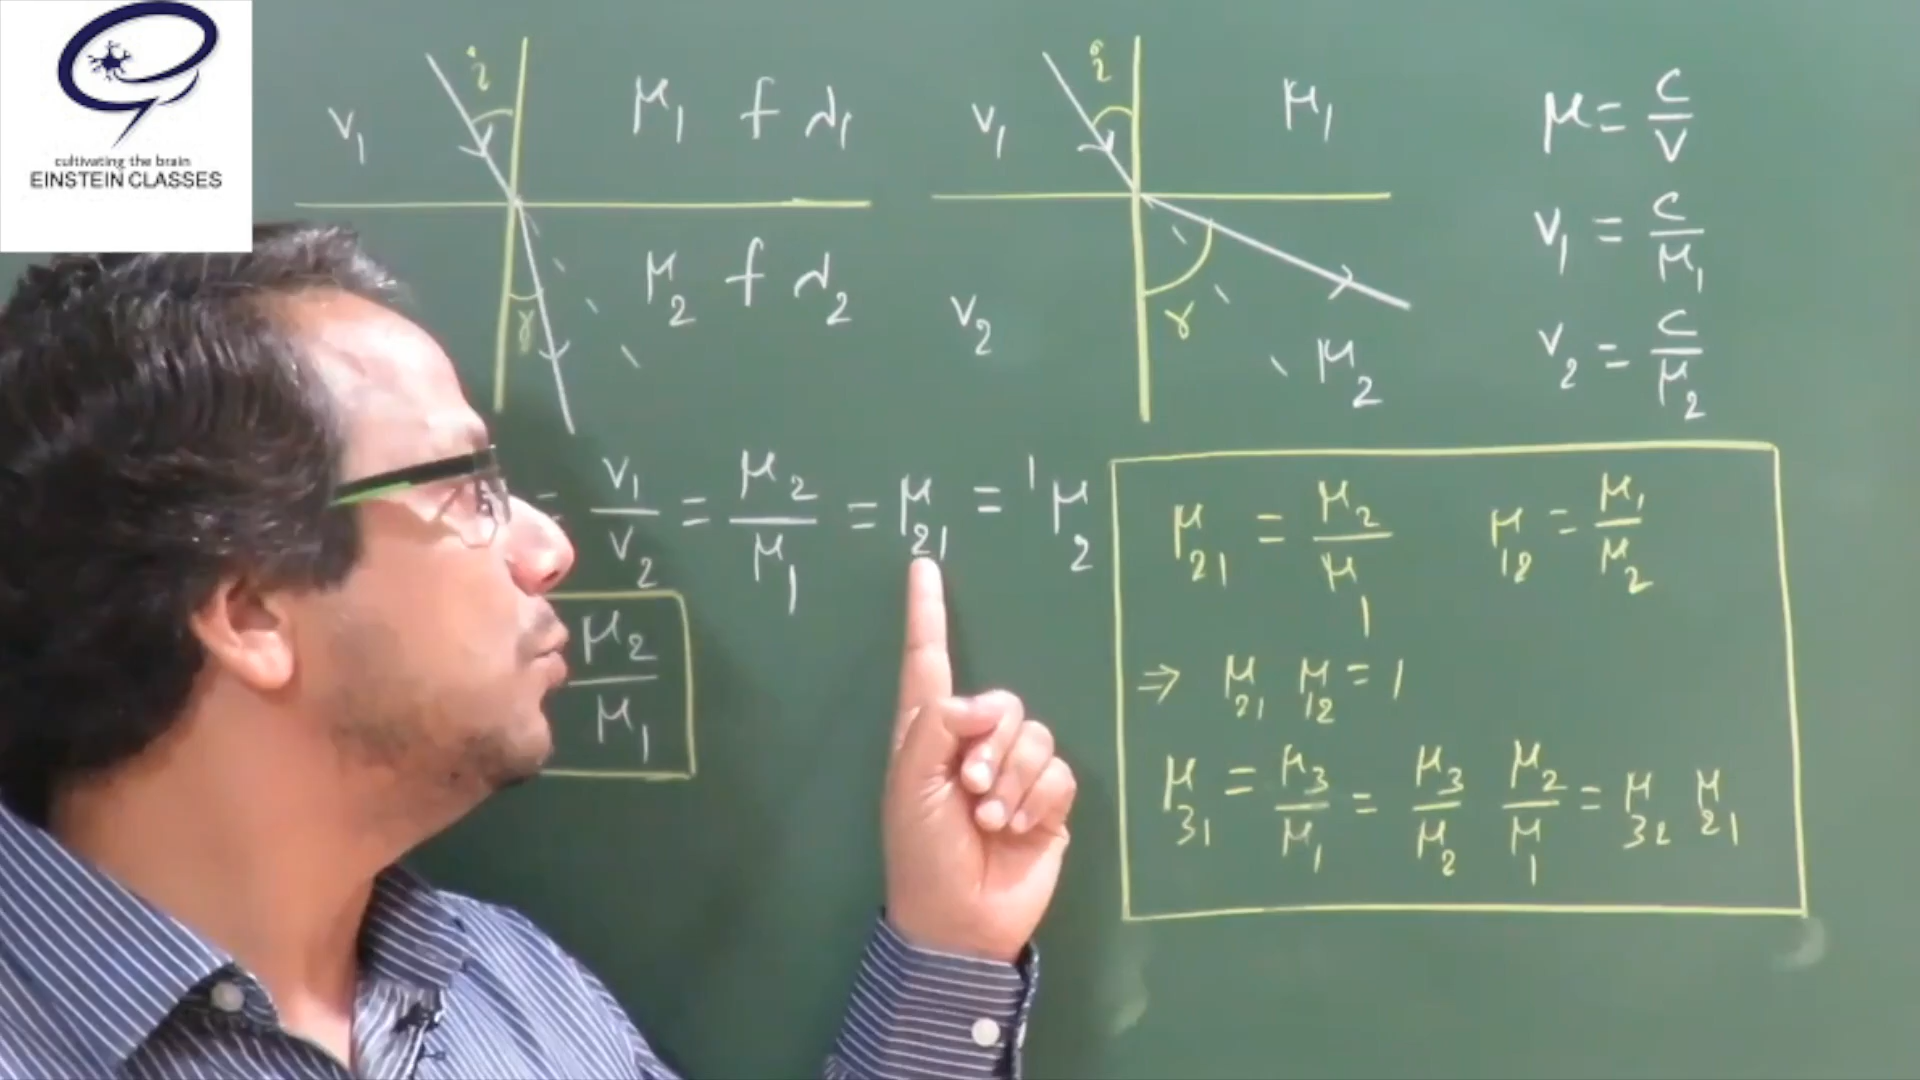 cultivating the brain
EINSTEIN CLASSES
i
v₁ μ₁ f λ₁
μ₂ f λ₂
r
i
v₁ μ₁
v₂ r
μ₂
μ = c/v
v₁ = c/μ₁
v₂ = c/μ₂
= v₁/v₂ = μ₂/μ₁ = μ₂₁ = ¹μ₂
μ₂/μ₁
μ₂₁ = μ₂/μ₁ μ₁₂ = μ₁/μ₂
⇒ μ₂₁ μ₁₂ = 1
μ₃₁ = μ₃/μ₁ = μ₃/μ₂ μ₂/μ₁ = μ₃₂ μ₂₁